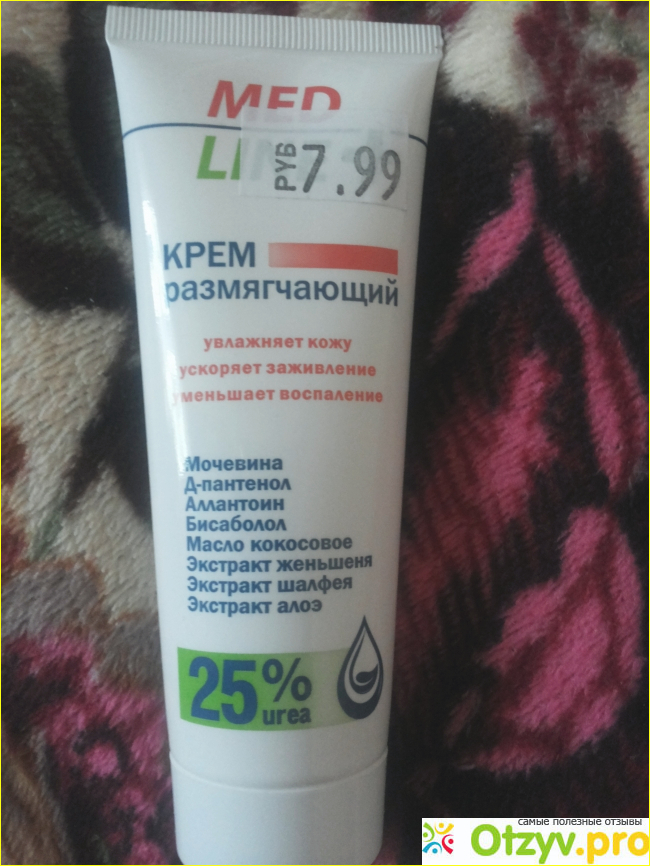 MED
РУБ 7.99
КРЕМ
размягчающий
увлажняет кожу
ускоряет заживление
уменьшает воспаление
Мочевина
Д-пантенол
Аллантоин
Бисаболол
Масло кокосовое
Экстракт женьшеня
Экстракт шалфея
Экстракт алоэ
25%
urea
самые полезные отзывы
Otzyv.pro